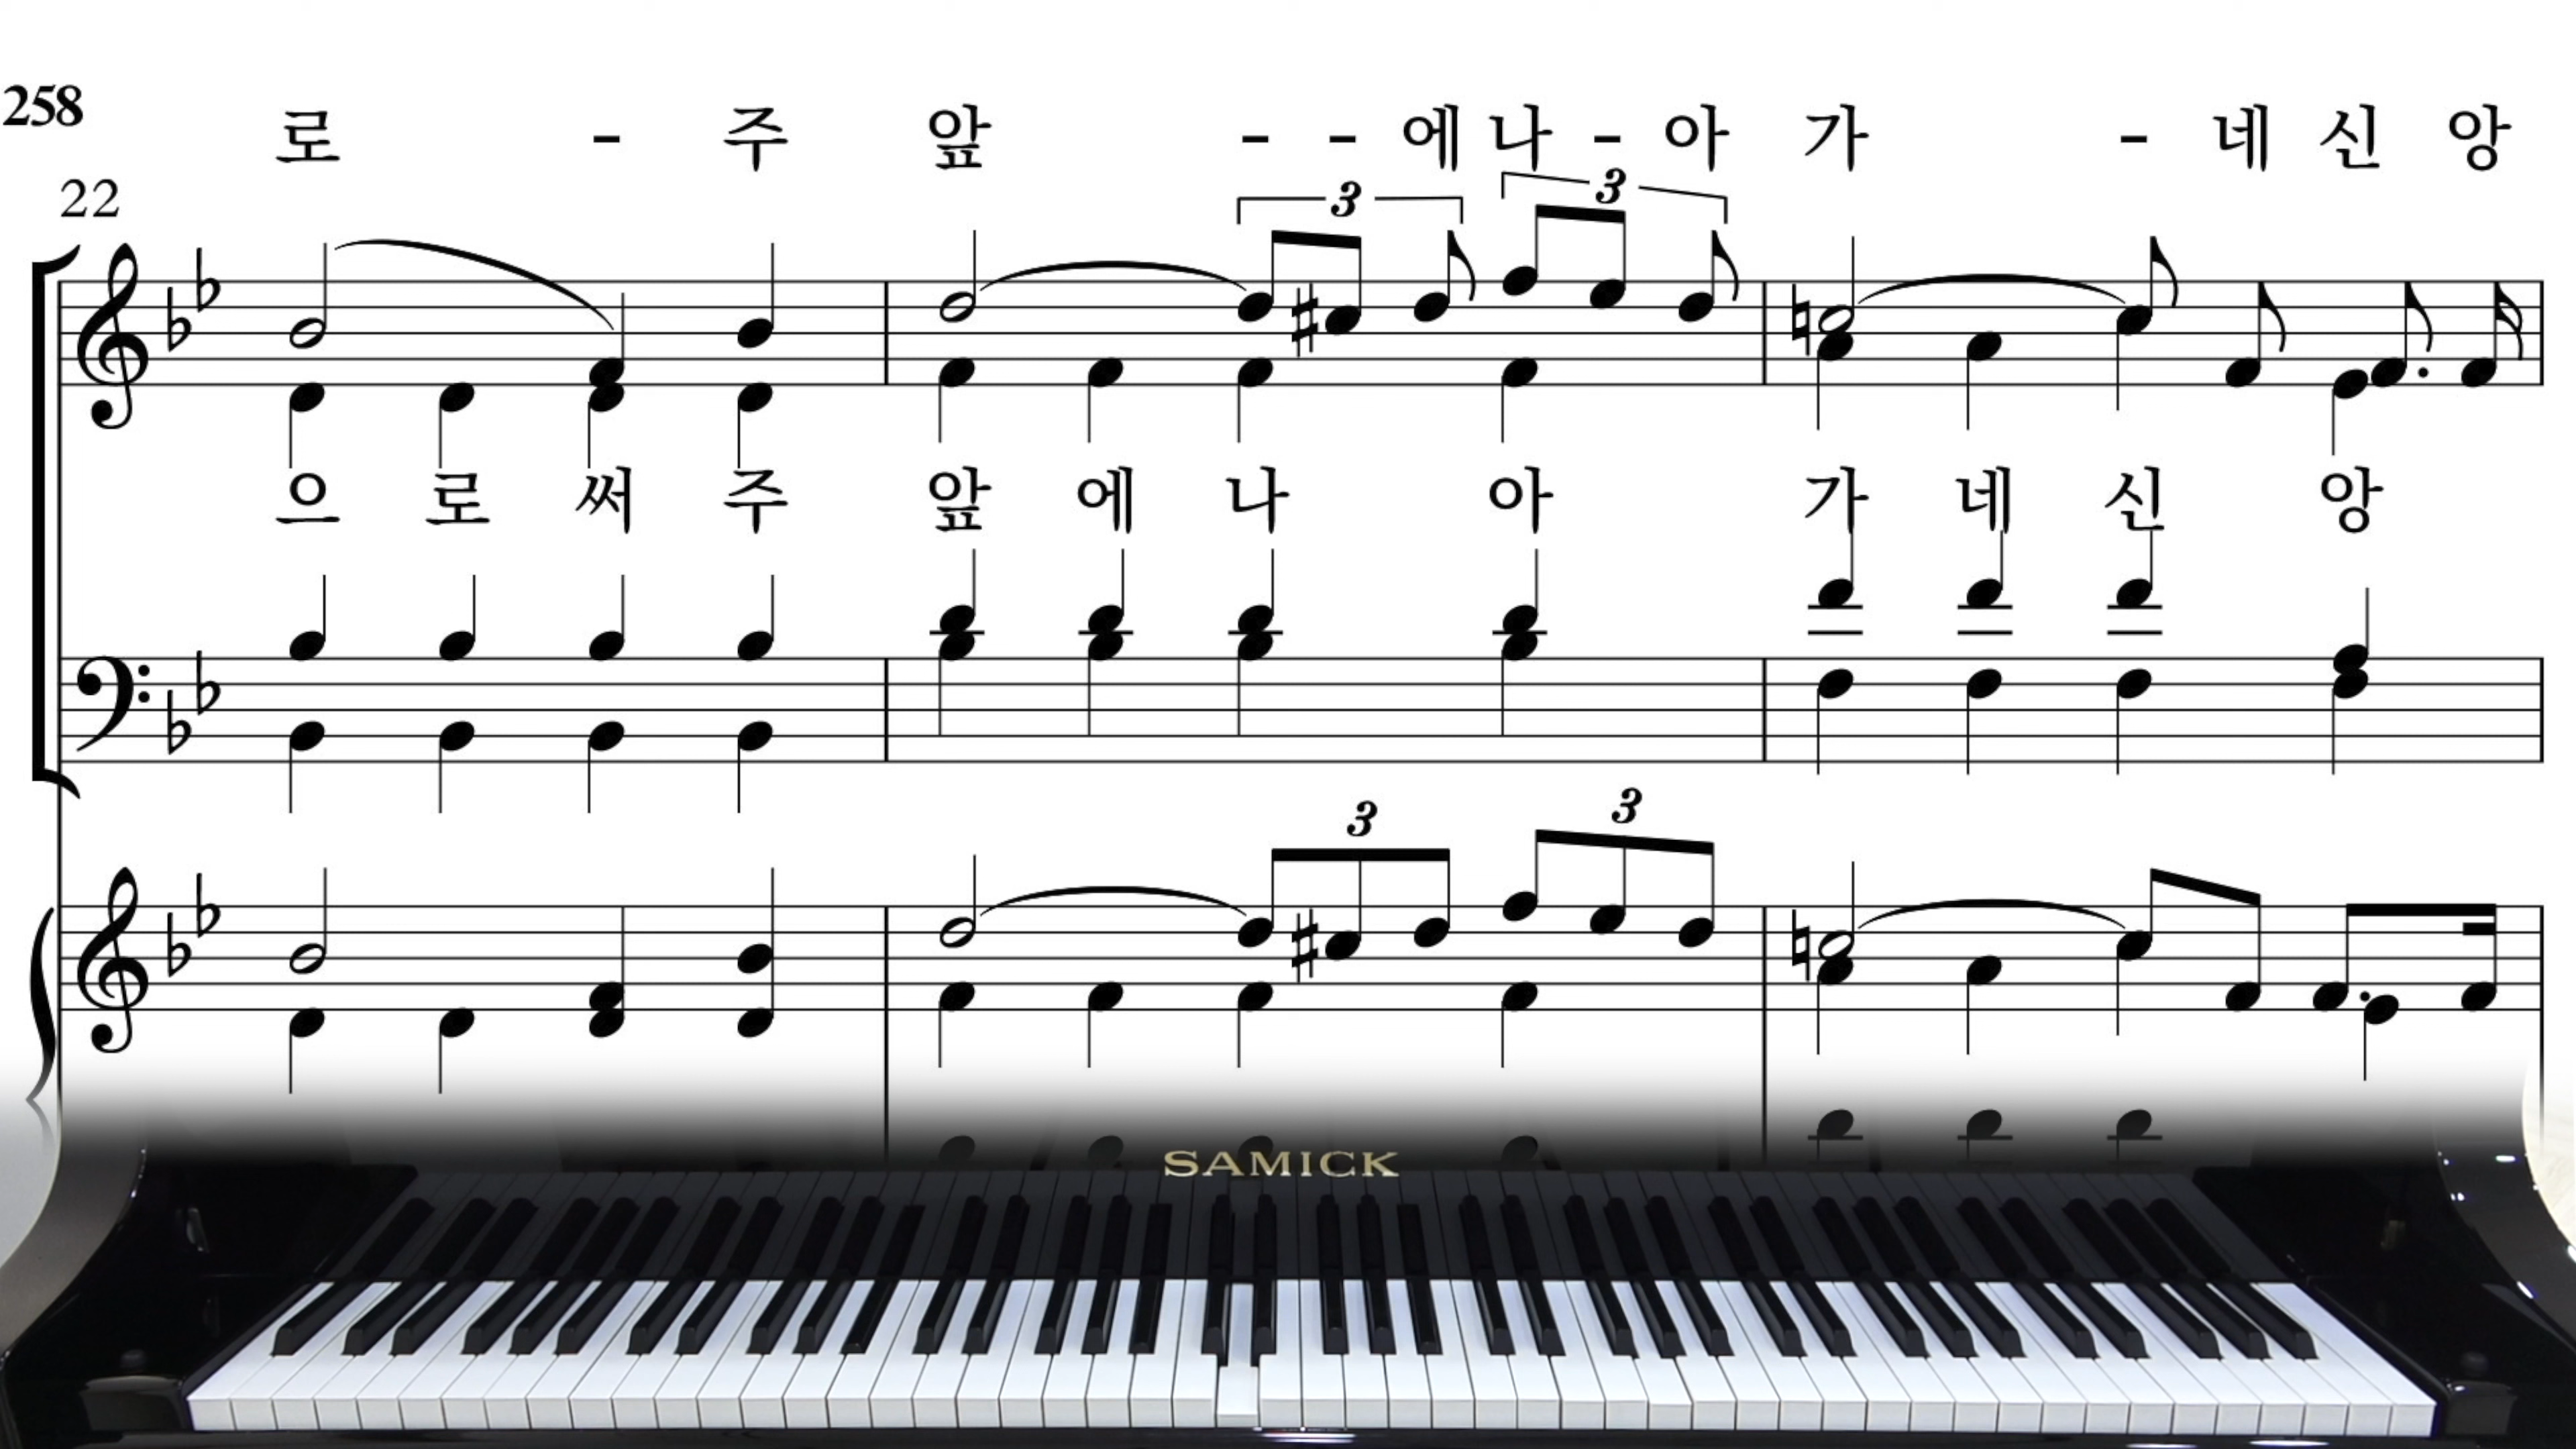 258
로 - 주 앞 - - 에 나 - 아 가 - 네 신 앙
22
3 3
으 로 써 주 앞 에 나 아 가 네 신 앙
3 3
SAMICK